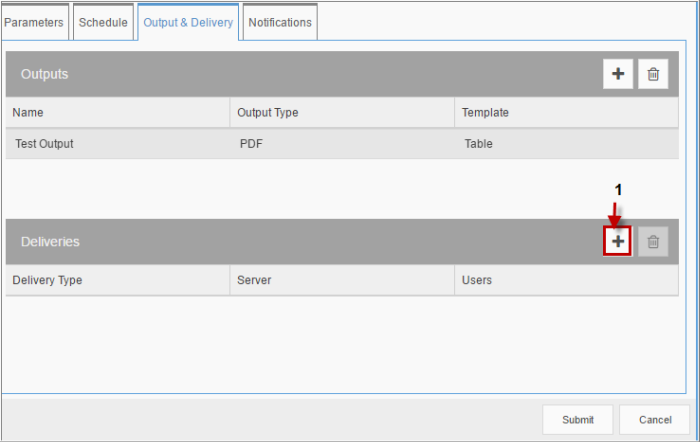 Parameters Schedule Output & Delivery Notifications
Outputs
Name Output Type Template
Test Output PDF Table
1
Deliveries
Delivery Type Server Users
Submit Cancel